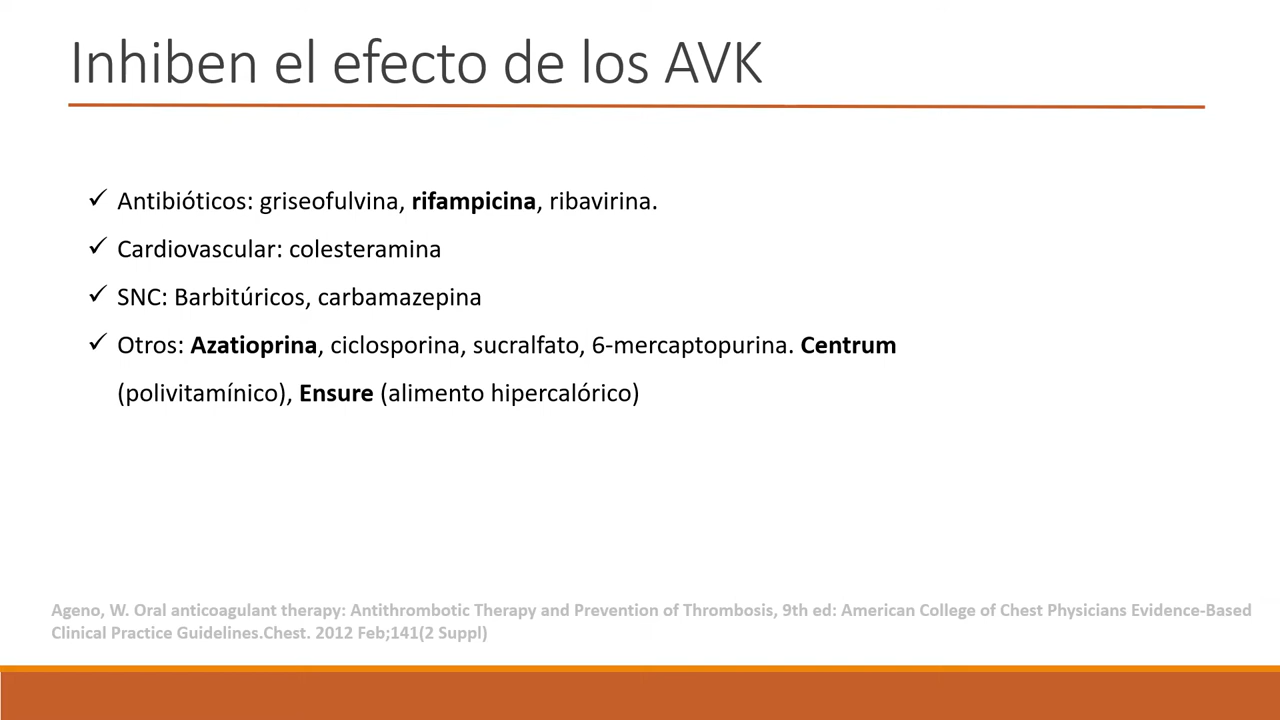 Inhiben el efecto de los AVK
✓ Antibióticos: griseofulvina, rifampicina, ribavirina.
✓ Cardiovascular: colesteramina
✓ SNC: Barbitúricos, carbamazepina
✓ Otros: Azatioprina, ciclosporina, sucralfato, 6-mercaptopurina. Centrum
(polivitamínico), Ensure (alimento hipercalórico)
Ageno, W. Oral anticoagulant therapy: Antithrombotic Therapy and Prevention of Thrombosis, 9th ed: American College of Chest Physicians Evidence-Based
Clinical Practice Guidelines.Chest. 2012 Feb;141(2 Suppl)